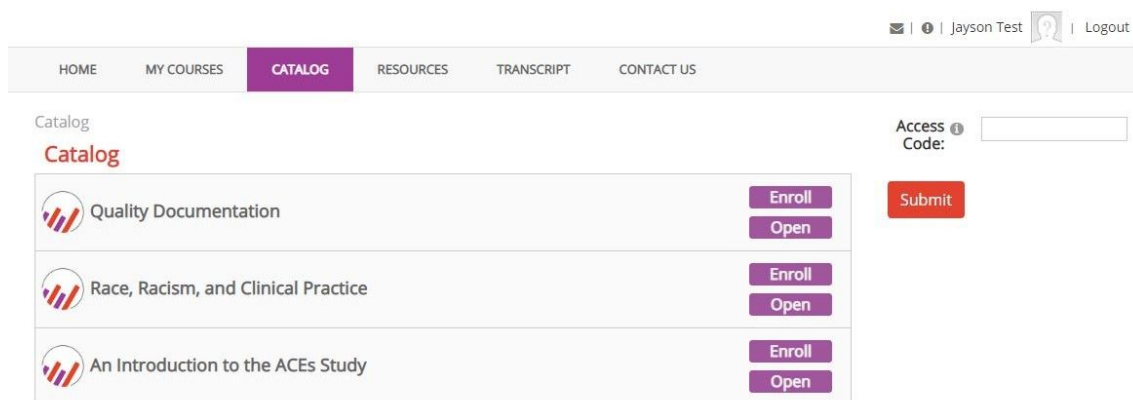 | | Jayson Test | Logout
HOME MY COURSES CATALOG RESOURCES TRANSCRIPT CONTACT US
Catalog
Catalog
Quality Documentation
Enroll
Open
Race, Racism, and Clinical Practice
Enroll
Open
An Introduction to the ACEs Study
Enroll
Open
Access
Code:
Submit